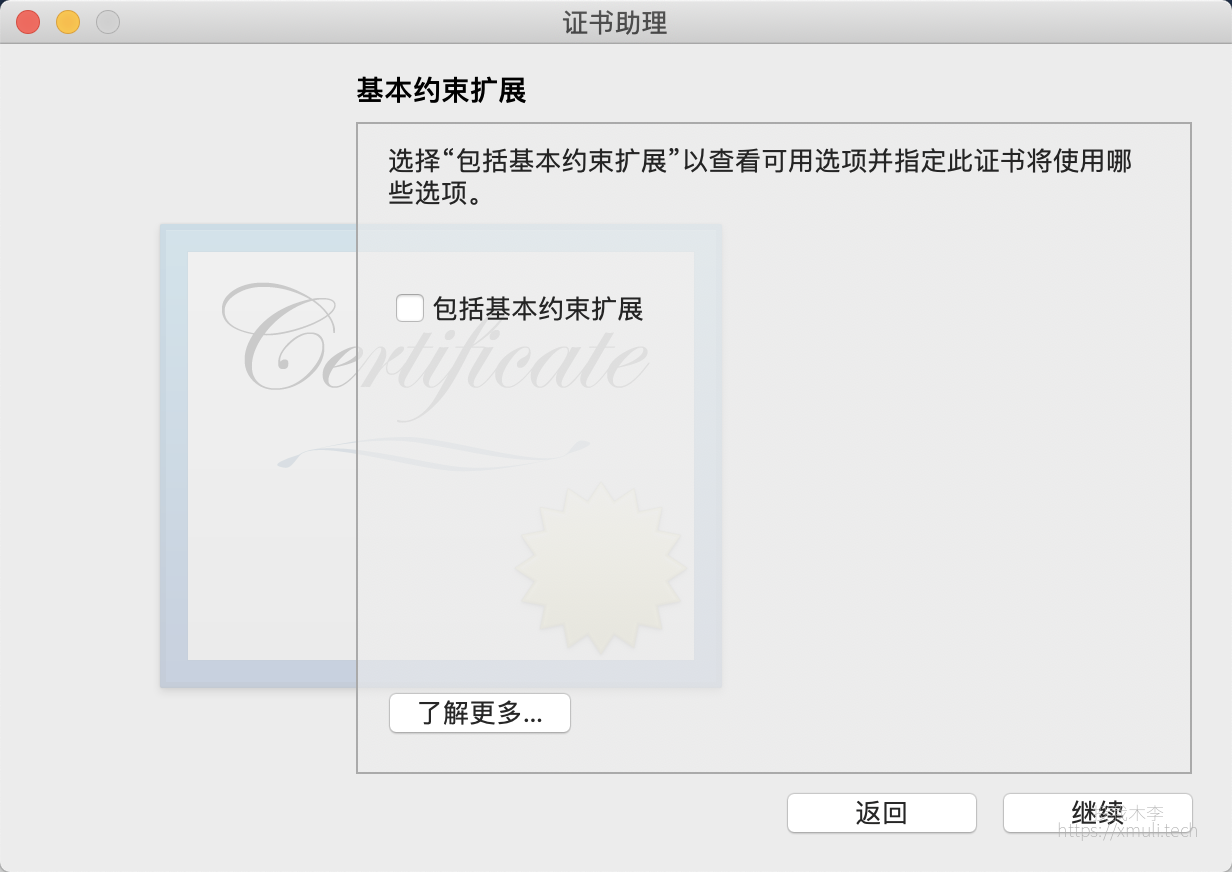 证书助理
基本约束扩展
选择“包括基本约束扩展”以查看可用选项并指定此证书将使用哪
些选项。
包括基本约束扩展
Certificate
了解更多...
返回
继续
木李
https://xmuli.tech